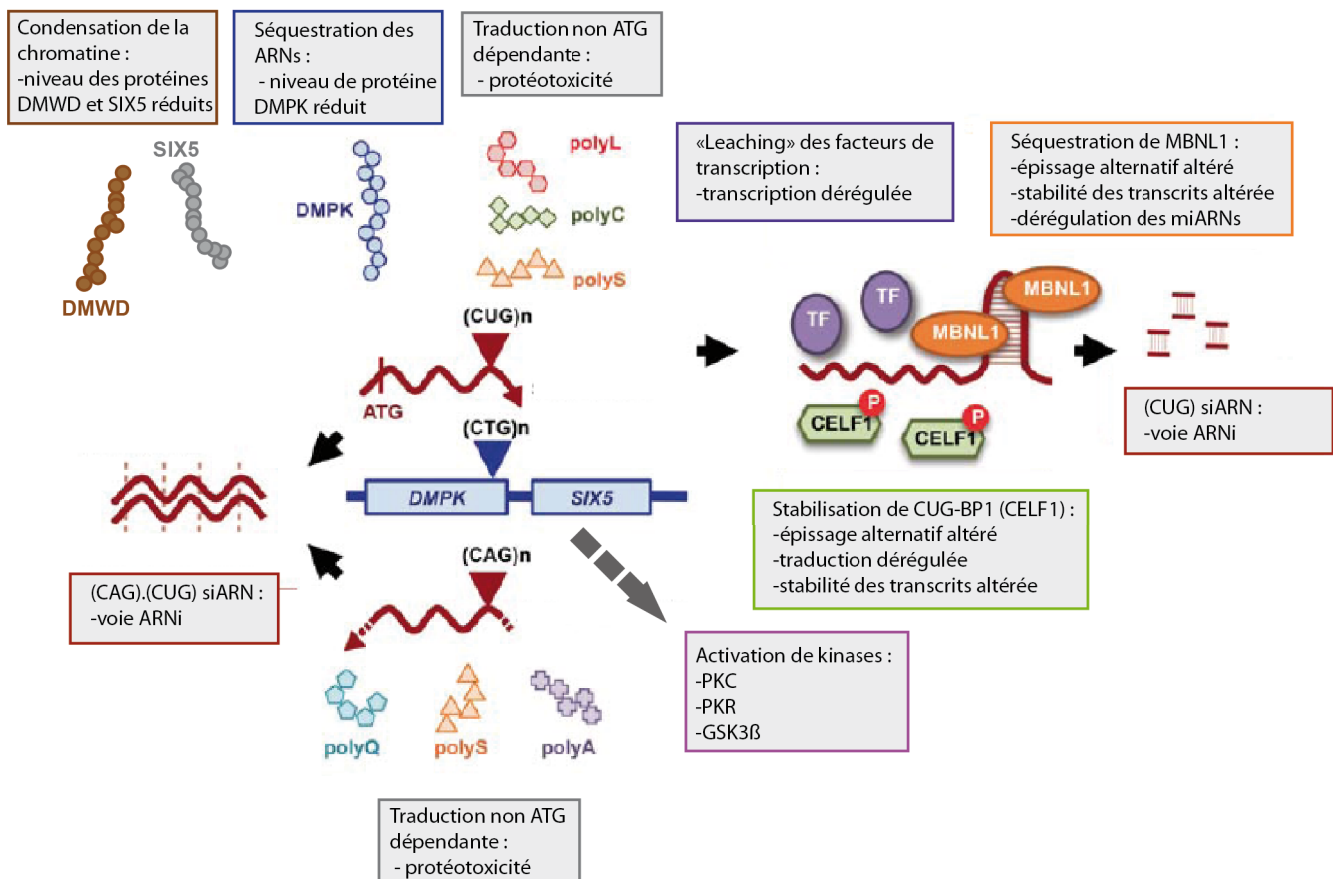 Condensation de la
chromatine :
-niveau des protéines
DMWD et SIX5 réduits
Séquestration des
ARNs :
- niveau de protéine
DMPK réduit
Traduction non ATG
dépendante :
- protéotoxicité
«Leaching» des facteurs de
transcription :
-transcription dérégulée
Séquestration de MBNL1 :
-épissage alternatif altéré
-stabilité des transcrits altérée
-dérégulation des miARNs
SIX5
DMWD
DMPK
polyL
polyC
polyS
(CUG)n
ATG
TF
TF
MBNL1
MBNL1
P
CELF1
P
CELF1
(CUG) siARN :
-voie ARNi
(CTG)n
DMPK
SIX5
Stabilisation de CUG-BP1 (CELF1) :
-épissage alternatif altéré
-traduction dérégulée
-stabilité des transcrits altérée
(CAG)n
(CAG).(CUG) siARN :
-voie ARNi
Activation de kinases :
-PKC
-PKR
-GSK3ß
polyQ
polyS
polyA
Traduction non ATG
dépendante :
- protéotoxicité